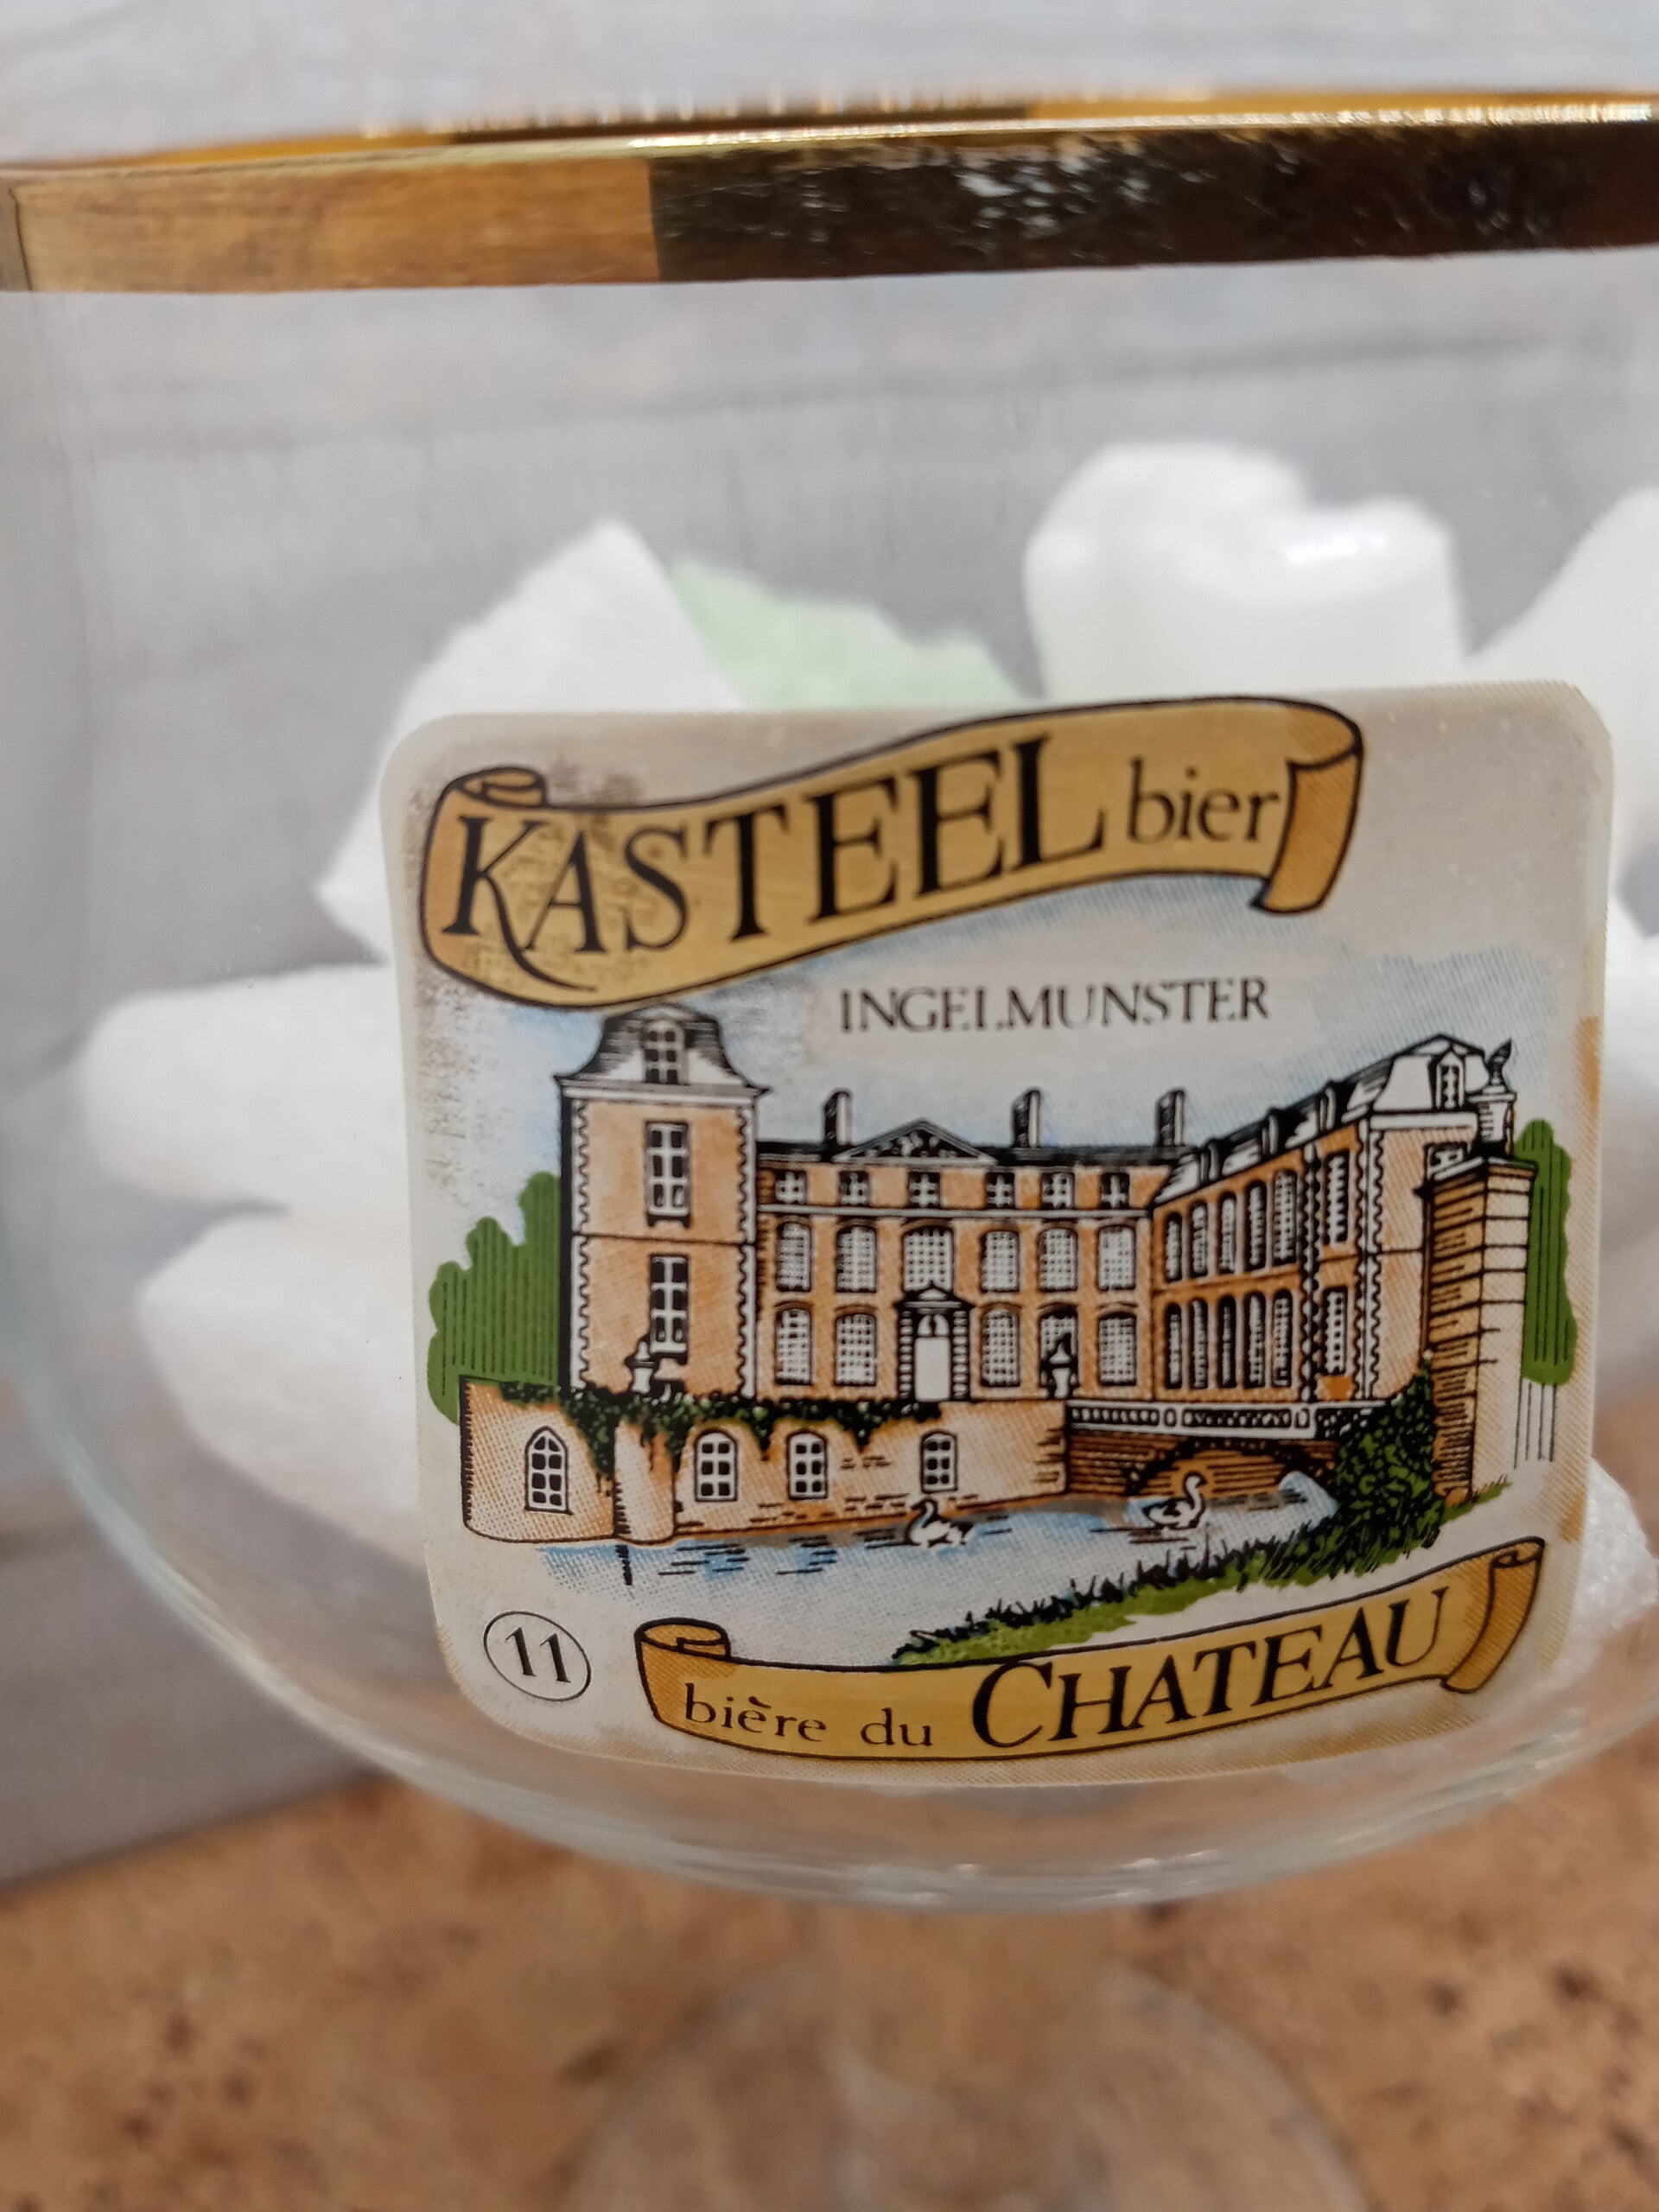 KASTEEL bier
INGELMUNSTER
11
bière du CHATEAU